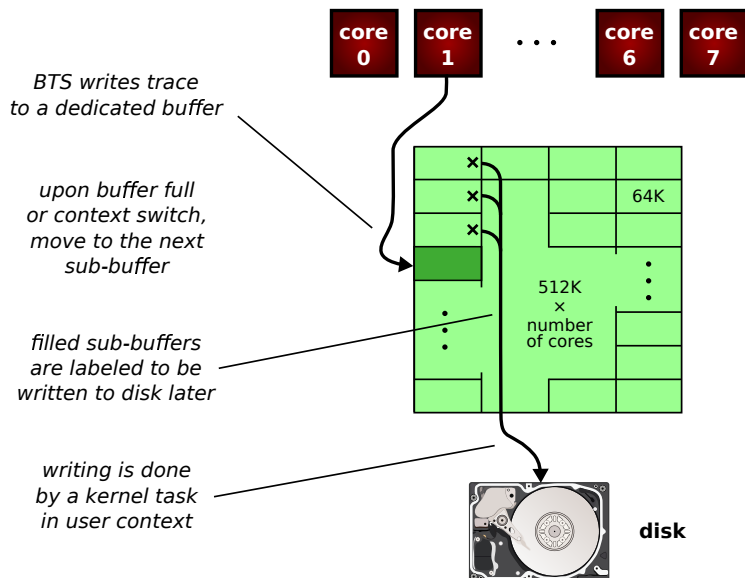 core
0
core
1
core
6
core
7
BTS writes trace
to a dedicated buffer
upon buffer full
or context switch,
move to the next
sub-buffer
64K
512K
×
number
of cores
filled sub-buffers
are labeled to be
written to disk later
writing is done
by a kernel task
in user context
disk